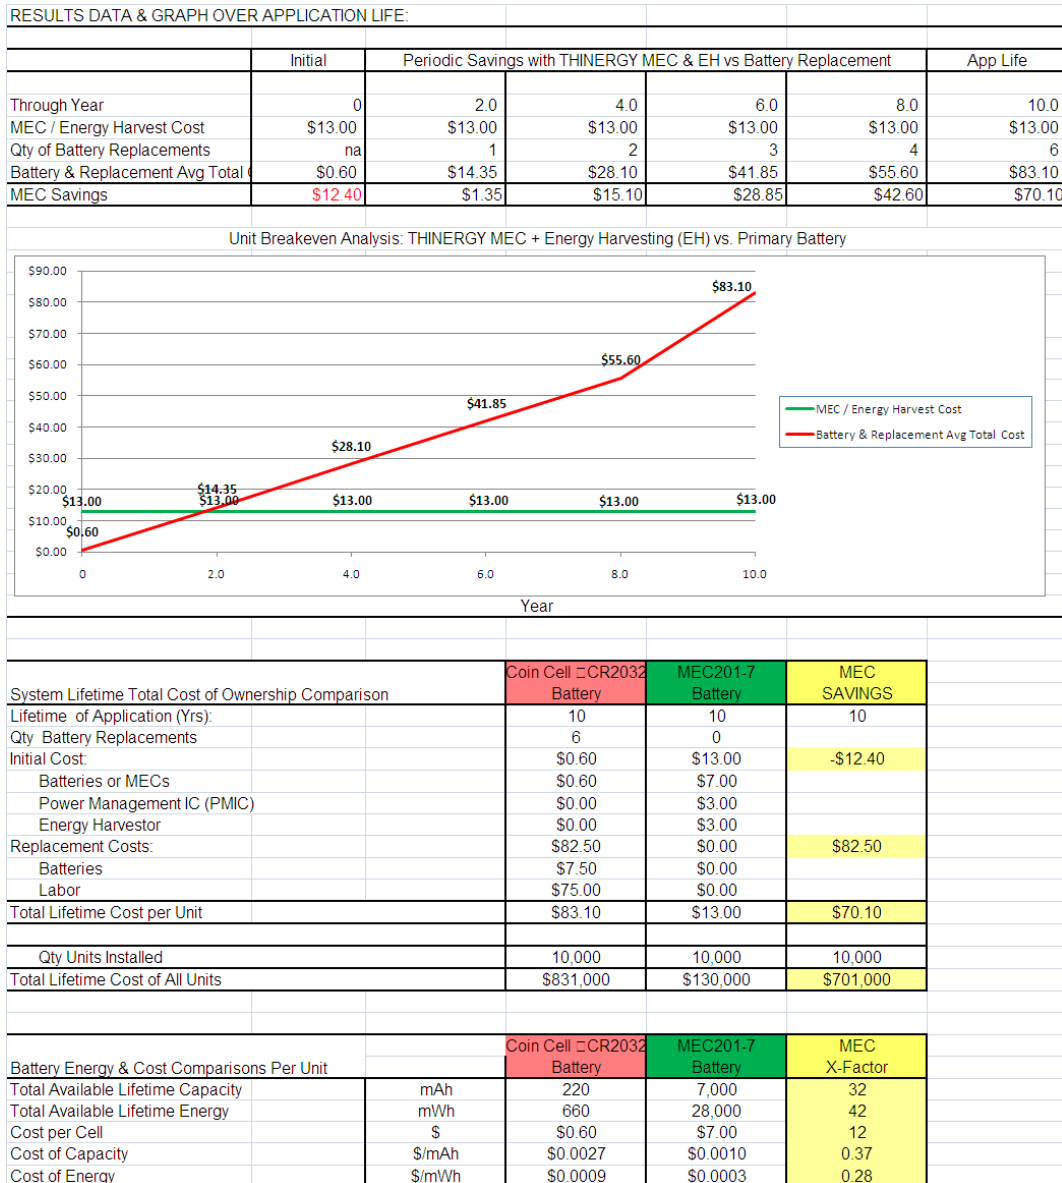 RESULTS DATA & GRAPH OVER APPLICATION LIFE:
Initial Periodic Savings with THINERGY MEC & EH vs Battery Replacement App Life
Through Year 0 2.0 4.0 6.0 8.0 10.0
MEC / Energy Harvest Cost $13.00 $13.00 $13.00 $13.00 $13.00 $13.00
Qty of Battery Replacements na 1 2 3 4 6
Battery & Replacement Avg Total $0.60 $14.35 $28.10 $41.85 $55.60 $83.10
MEC Savings $12.40 $1.35 $15.10 $28.85 $42.60 $70.10
Unit Breakeven Analysis: THINERGY MEC + Energy Harvesting (EH) vs. Primary Battery
$90.00
$83.10
$80.00
$70.00
$60.00
$55.60
$50.00
$41.85
$40.00
MEC / Energy Harvest Cost
Battery & Replacement Avg Total Cost
$28.10
$30.00
$20.00
$14.35
$13.00 $13.00 $13.00 $13.00 $13.00 $13.00
$10.00
$0.60
$0.00
0 2.0 4.0 6.0 8.0 10.0
Year
Coin Cell □CR2032 MEC201-7 MEC
System Lifetime Total Cost of Ownership Comparison Battery Battery SAVINGS
Lifetime of Application (Yrs): 10 10 10
Qty Battery Replacements 6 0
Initial Cost: $0.60 $13.00 -$12.40
Batteries or MECs $0.60 $7.00
Power Management IC (PMIC) $0.00 $3.00
Energy Harvestor $0.00 $3.00
Replacement Costs: $82.50 $0.00 $82.50
Batteries $7.50 $0.00
Labor $75.00 $0.00
Total Lifetime Cost per Unit $83.10 $13.00 $70.10
Qty Units Installed 10,000 10,000 10,000
Total Lifetime Cost of All Units $831,000 $130,000 $701,000
Coin Cell □CR2032 MEC201-7 MEC
Battery Energy & Cost Comparisons Per Unit Battery Battery X-Factor
Total Available Lifetime Capacity mAh 220 7,000 32
Total Available Lifetime Energy mWh 660 28,000 42
Cost per Cell $ $0.60 $7.00 12
Cost of Capacity $/mAh $0.0027 $0.0010 0.37
Cost of Energy $/mWh $0.0009 $0.0003 0.28